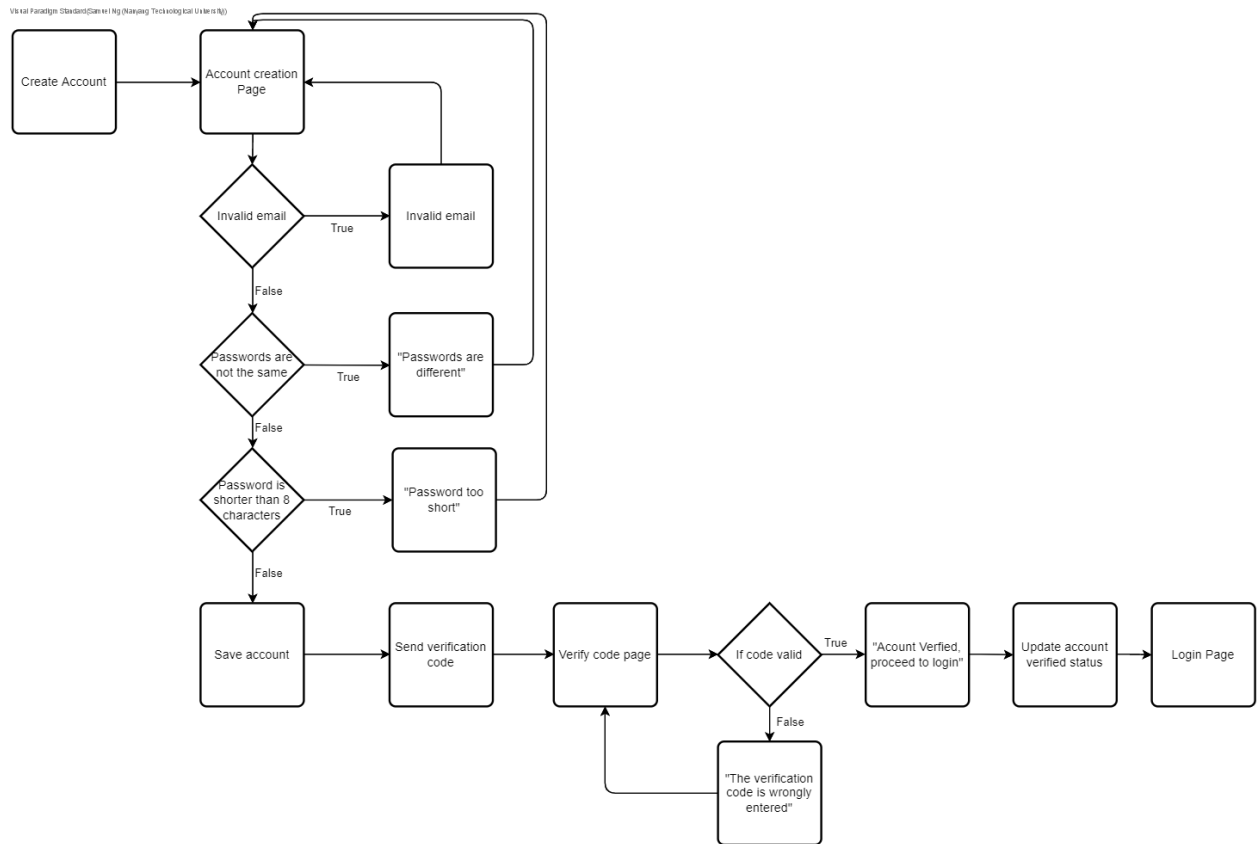 Visual Paradigm Standard(Samuel Ng (Nanyang Technological University))
Create Account
Account creation
Page
Invalid email
True
Invalid email
False
Passwords are
not the same
True
"Passwords are
different"
False
Password is
shorter than 8
characters
True
"Password too
short"
False
Save account
Send verification
code
Verify code page
If code valid
True
"Acount Verfied,
proceed to login"
Update account
verified status
Login Page
False
"The verification
code is wrongly
entered"